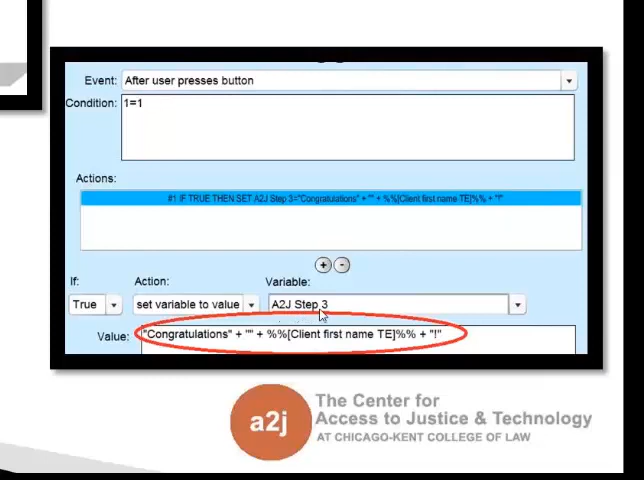 Event: After user presses button
Condition: 1=1
Actions:
#1 IF TRUE THEN SET A2J Step 3="Congratulations" + "" + %%[Client first name TE]%% + "!"
+ -
If: Action: Variable:
True set variable to value A2J Step 3
Value: "Congratulations" + "" + %%[Client first name TE]%% + "!"
a2j
The Center for
Access to Justice & Technology
AT CHICAGO-KENT COLLEGE OF LAW